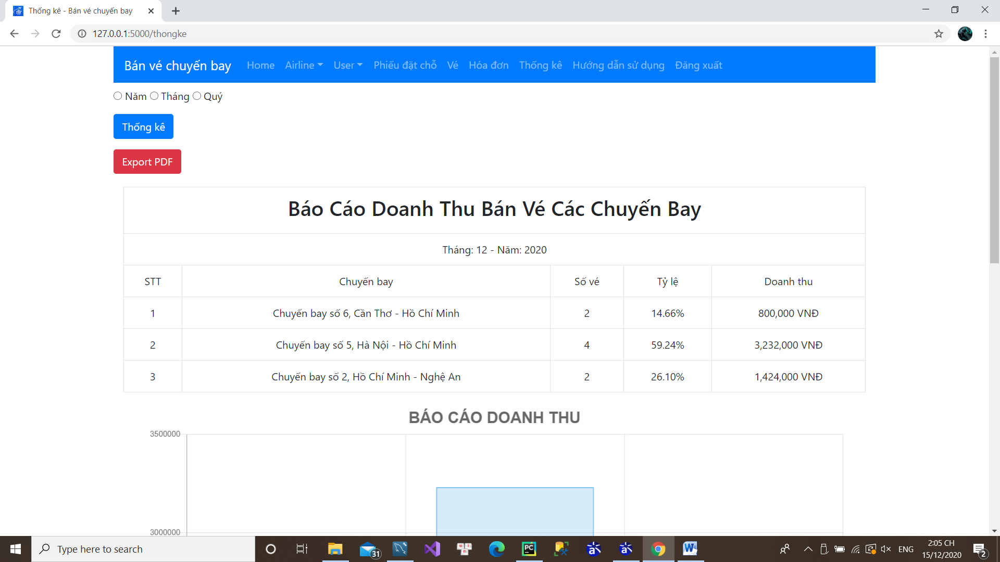 Thống kê - Bán vé chuyến bay
127.0.0.1:5000/thongke
Bán vé chuyến bay Home Airline User Phiếu đặt chỗ Vé Hóa đơn Thống kê Hướng dẫn sử dụng Đăng xuất
Năm Tháng Quý
Thống kê
Export PDF
Báo Cáo Doanh Thu Bán Vé Các Chuyến Bay
Tháng: 12 - Năm: 2020
STT Chuyến bay Số vé Tỷ lệ Doanh thu
1 Chuyến bay số 6, Cần Thơ - Hồ Chí Minh 2 14.66% 800,000 VNĐ
2 Chuyến bay số 5, Hà Nội - Hồ Chí Minh 4 59.24% 3,232,000 VNĐ
3 Chuyến bay số 2, Hồ Chí Minh - Nghệ An 2 26.10% 1,424,000 VNĐ
BÁO CÁO DOANH THU
3500000
3000000
Type here to search
31
PC
ENG
2:05 CH
15/12/2020
2